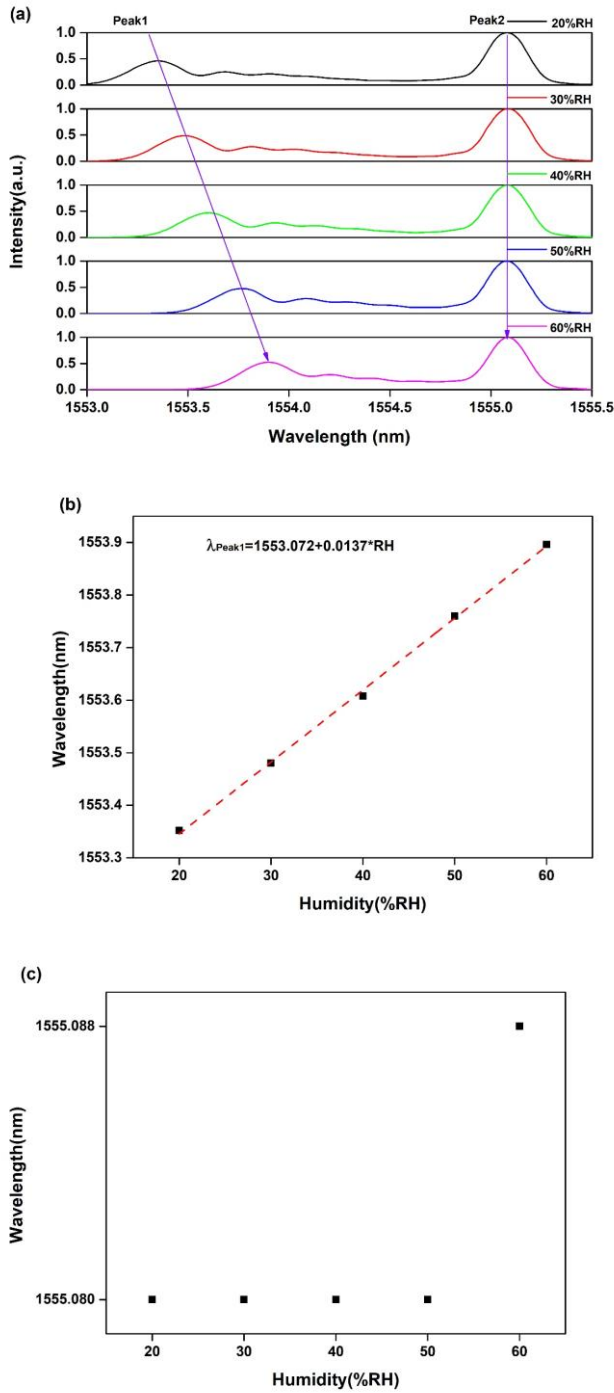 (a)
Peak1
Peak2
20%RH
1.0
0.5
0.0
30%RH
1.0
0.5
0.0
40%RH
1.0
0.5
0.0
50%RH
1.0
0.5
0.0
60%RH
1.0
0.5
0.0
Intensity(a.u.)
1553.0 1553.5 1554.0 1554.5 1555.0 1555.5
Wavelength (nm)
(b)
λPeak1=1553.072+0.0137*RH
1553.9
1553.8
1553.7
1553.6
1553.5
1553.4
1553.3
Wavelength(nm)
20 30 40 50 60
Humidity(%RH)
(c)
1555.088
1555.080
Wavelength(nm)
20 30 40 50 60
Humidity(%RH)